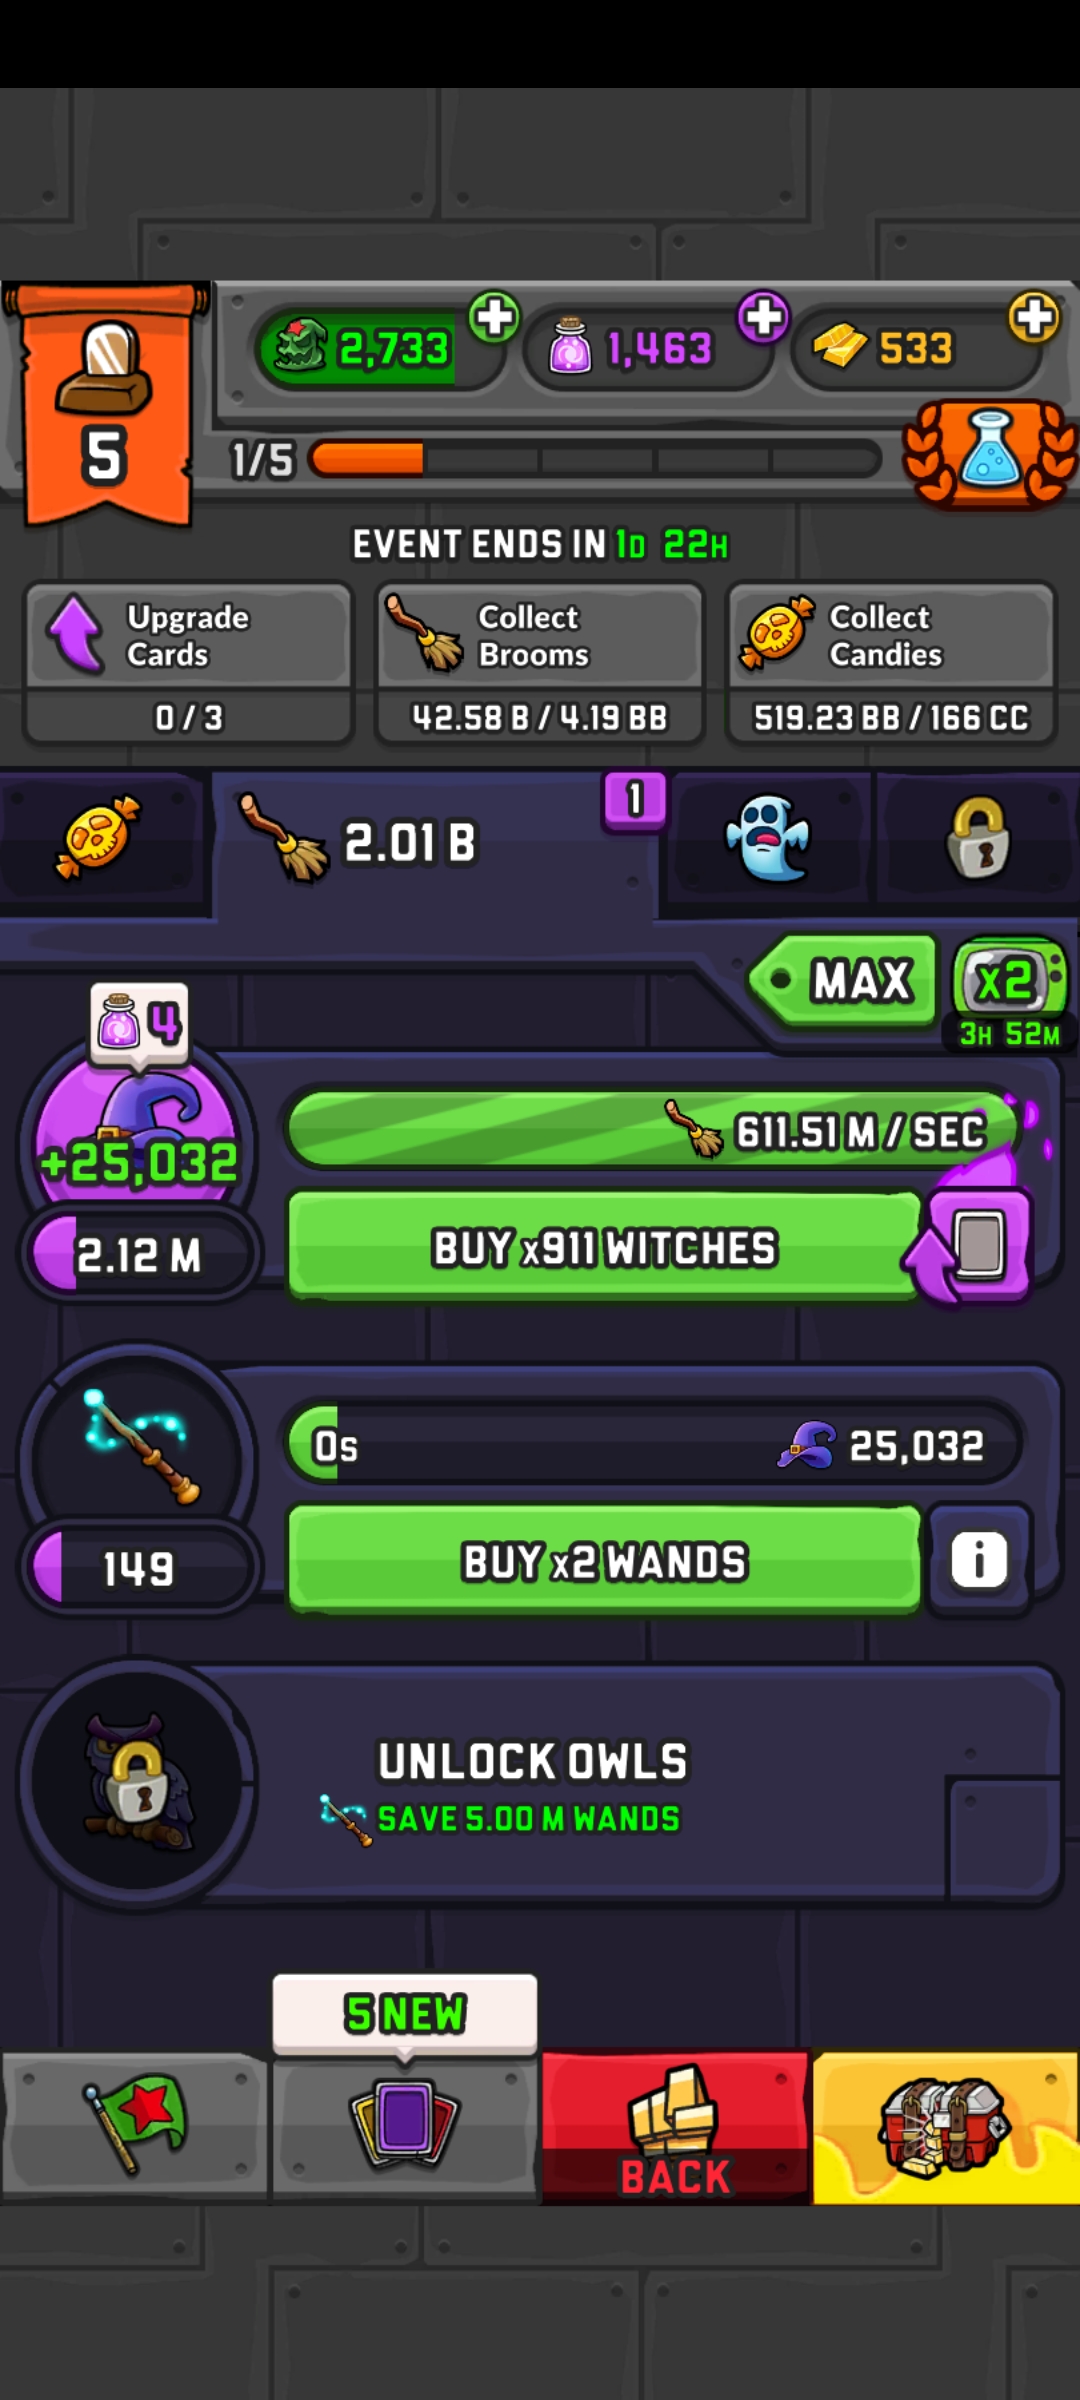 2,733
1,463
533
5
1/5
EVENT ENDS IN 1D 22H
Upgrade
Cards
0 / 3
Collect
Brooms
42.58 B / 4.19 BB
Collect
Candies
519.23 BB / 166 CC
2.01 B
1
MAX
x2
3H 52M
4
+25,032
2.12 M
611.51 M / SEC
BUY x911 WITCHES
0s
25,032
149
BUY x2 WANDS
i
UNLOCK OWLS
SAVE 5.00 M WANDS
5 NEW
BACK